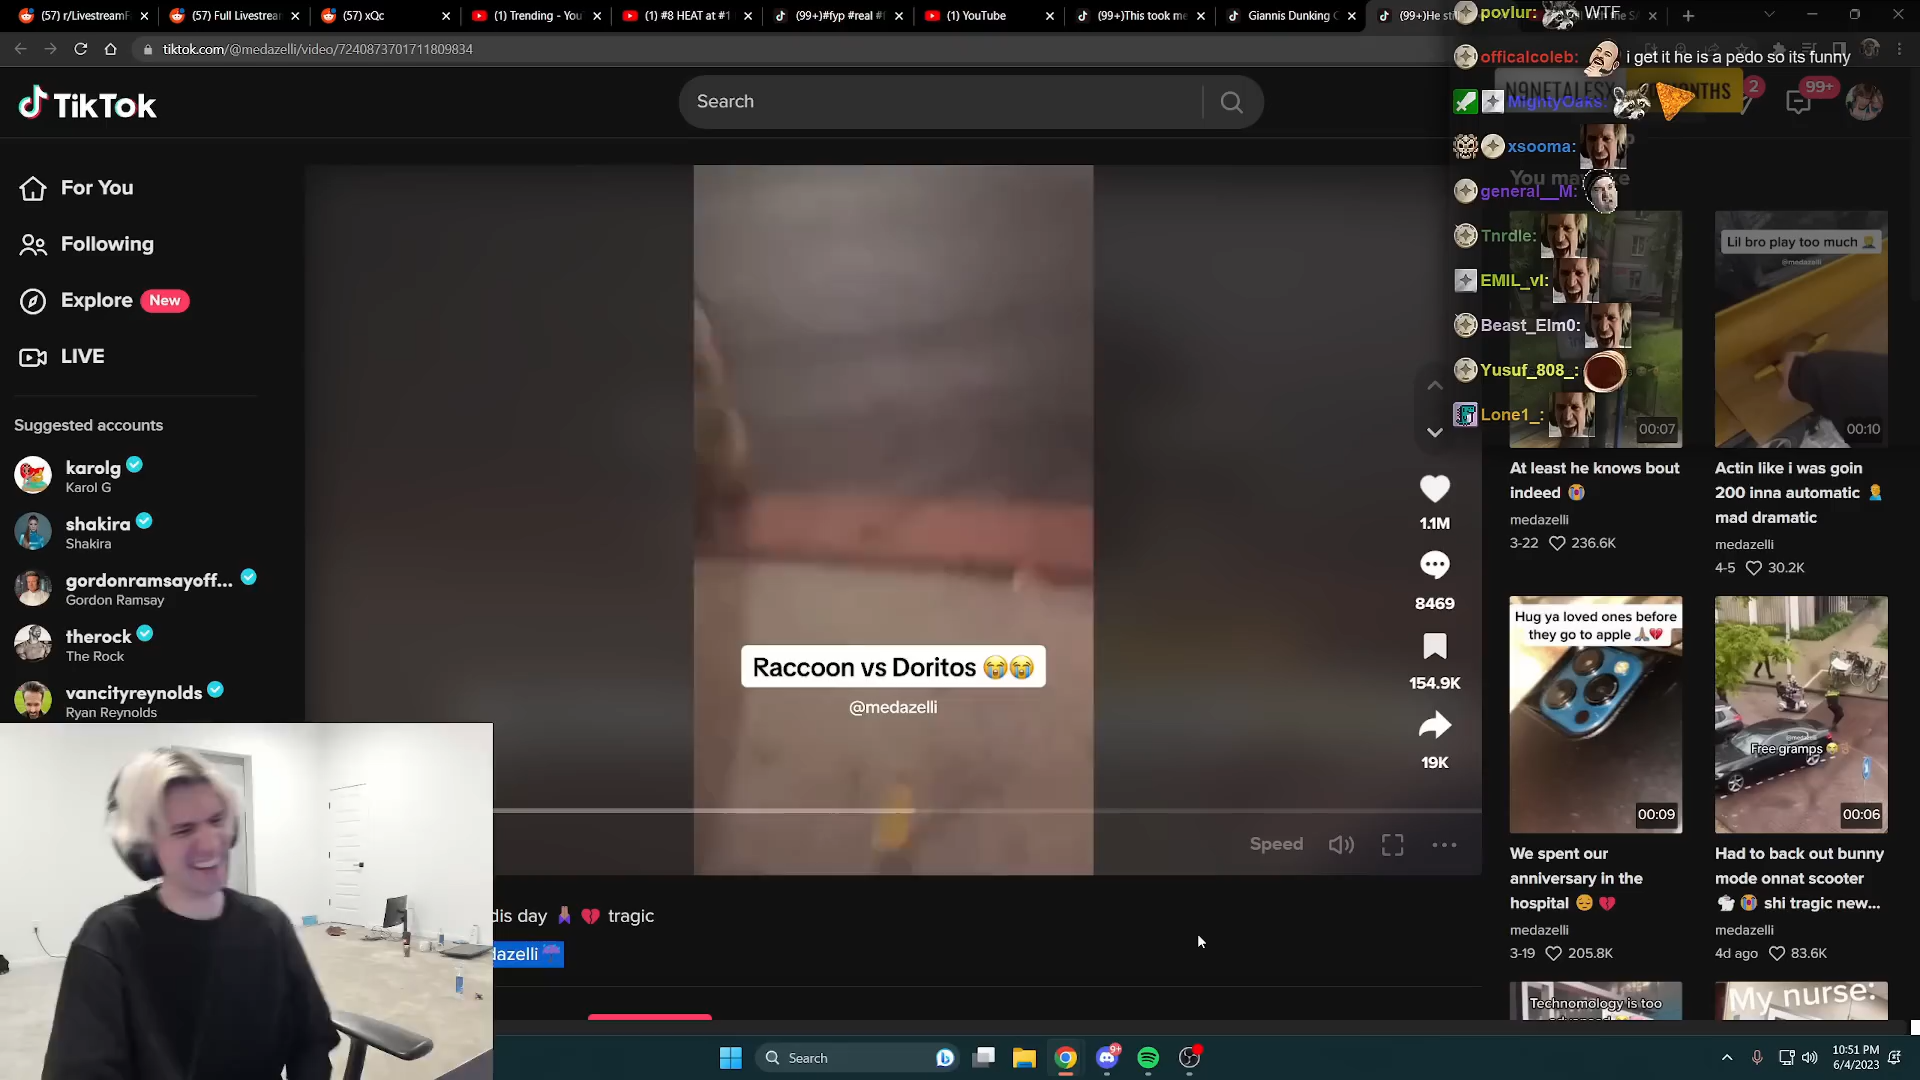 (57) r/LivestreamF
(57) Full Livestrean
(57) xQc
(1) Trending - You
(1) #8 HEAT at #1
(99+)#fyp #real #
(1) YouTube
(99+)This took me
Giannis Dunking
(99+)He s
tiktok.com/@medazelli/video/7240873701711809834
TikTok
Search
2
99+
povlur: WTF
officalcoleb: i get it he is a pedo so its funny
MightyOaks:
xsooma:
general__M:
Tnrdle:
EMIL_vl:
Beast_Elm0:
Yusuf_808_:
Lone1_:
For You
Following
Explore New
LIVE
Suggested accounts
karolg
Karol G
shakira
Shakira
gordonramsayoff...
Gordon Ramsay
therock
The Rock
vancityreynolds
Ryan Reynolds
Raccoon vs Doritos 😭😭
@medazelli
1.1M
8469
154.9K
19K
Speed
dis day 💔 tragic
dazelli
00:07
At least he knows bout
indeed 😭
medazelli
3-22 236.6K
Lil bro play too much
@medazelli
00:10
Actin like i was goin
200 inna automatic
mad dramatic
medazelli
4-5 30.2K
Hug ya loved ones before
they go to apple 🙏🏽💔
00:09
We spent our
anniversary in the
hospital 😔💔
medazelli
3-19 205.8K
@medazelli
Free gramps 😭
00:06
Had to back out bunny
mode onnat scooter
🐇😭 shi tragic new...
medazelli
4d ago 83.6K
Technomology is too
My nurse:
Search
9+
10:51 PM
6/4/2023